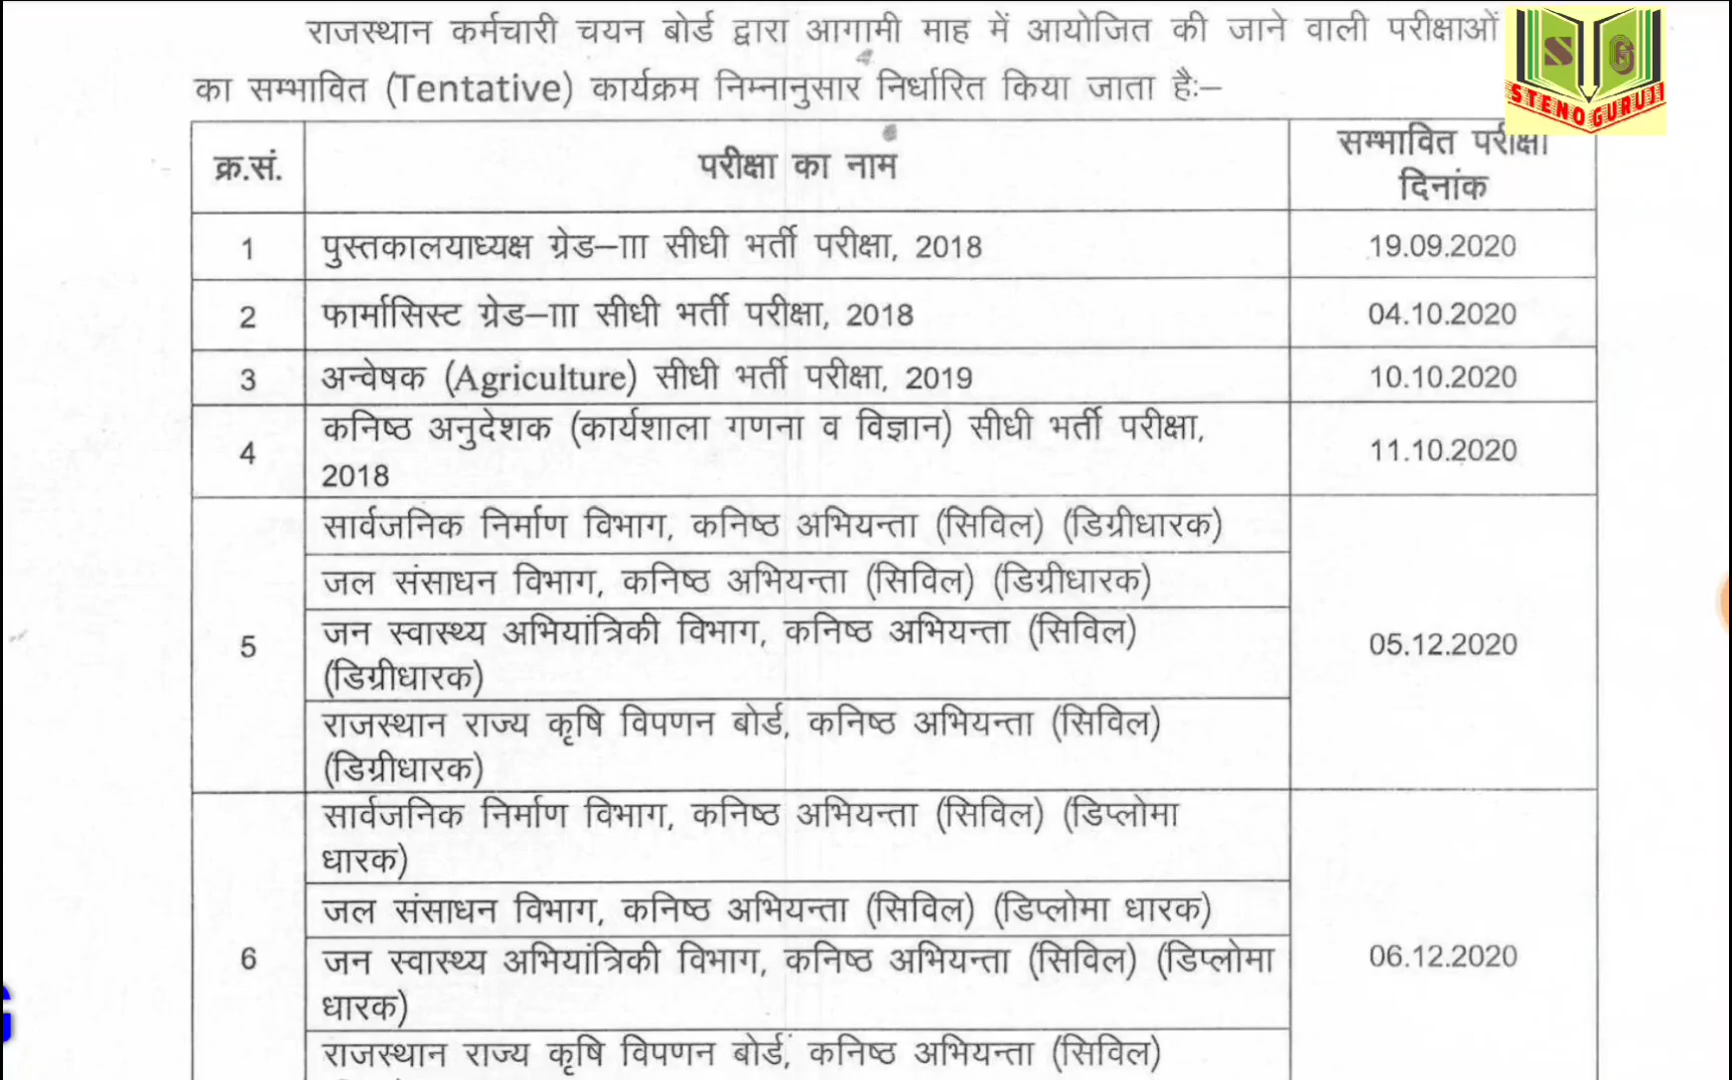 राजस्थान कर्मचारी चयन बोर्ड द्वारा आगामी माह में आयोजित की जाने वाली परीक्षाओं
का सम्भावित (Tentative) कार्यक्रम निम्नानुसार निर्धारित किया जाता हैः–
SG
STENO GURUJI
क्र.सं.
परीक्षा का नाम
सम्भावित परीक्षा
दिनांक
1
पुस्तकालयाध्यक्ष ग्रेड–III सीधी भर्ती परीक्षा, 2018
19.09.2020
2
फार्मासिस्ट ग्रेड–III सीधी भर्ती परीक्षा, 2018
04.10.2020
3
अन्वेषक (Agriculture) सीधी भर्ती परीक्षा, 2019
10.10.2020
4
कनिष्ठ अनुदेशक (कार्यशाला गणना व विज्ञान) सीधी भर्ती परीक्षा,
2018
11.10.2020
5
सार्वजनिक निर्माण विभाग, कनिष्ठ अभियन्ता (सिविल) (डिग्रीधारक)
जल संसाधन विभाग, कनिष्ठ अभियन्ता (सिविल) (डिग्रीधारक)
जन स्वास्थ्य अभियांत्रिकी विभाग, कनिष्ठ अभियन्ता (सिविल)
(डिग्रीधारक)
राजस्थान राज्य कृषि विपणन बोर्ड, कनिष्ठ अभियन्ता (सिविल)
(डिग्रीधारक)
05.12.2020
6
सार्वजनिक निर्माण विभाग, कनिष्ठ अभियन्ता (सिविल) (डिप्लोमा
धारक)
जल संसाधन विभाग, कनिष्ठ अभियन्ता (सिविल) (डिप्लोमा धारक)
जन स्वास्थ्य अभियांत्रिकी विभाग, कनिष्ठ अभियन्ता (सिविल) (डिप्लोमा
धारक)
राजस्थान राज्य कृषि विपणन बोर्ड, कनिष्ठ अभियन्ता (सिविल)
06.12.2020